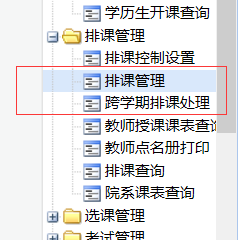 学历生开课查询
排课管理
排课控制设置
排课管理
跨学期排课处理
教师授课课表查询
教师点名册打印
排课查询
院系课表查询
选课管理
考试管理